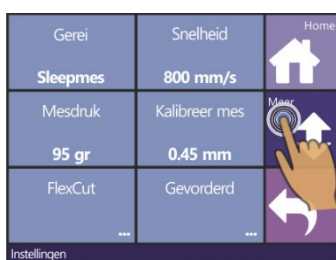 Gerei
Sleepmes
Snelheid
800 mm/s
Home
Mesdruk
95 gr
Kalibreer mes
0.45 mm
Meer
FlexCut
...
Gevorderd
...
Instellingen